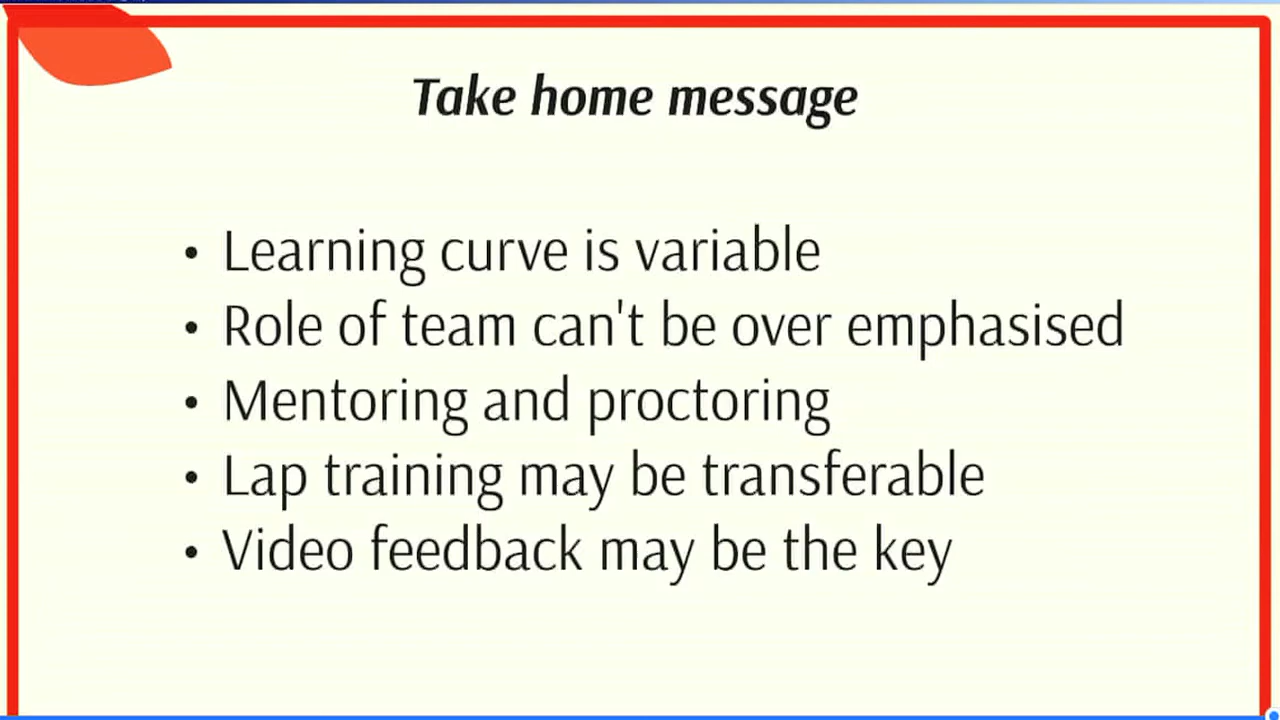 Take home message
• Learning curve is variable
• Role of team can't be over emphasised
• Mentoring and proctoring
• Lap training may be transferable
• Video feedback may be the key